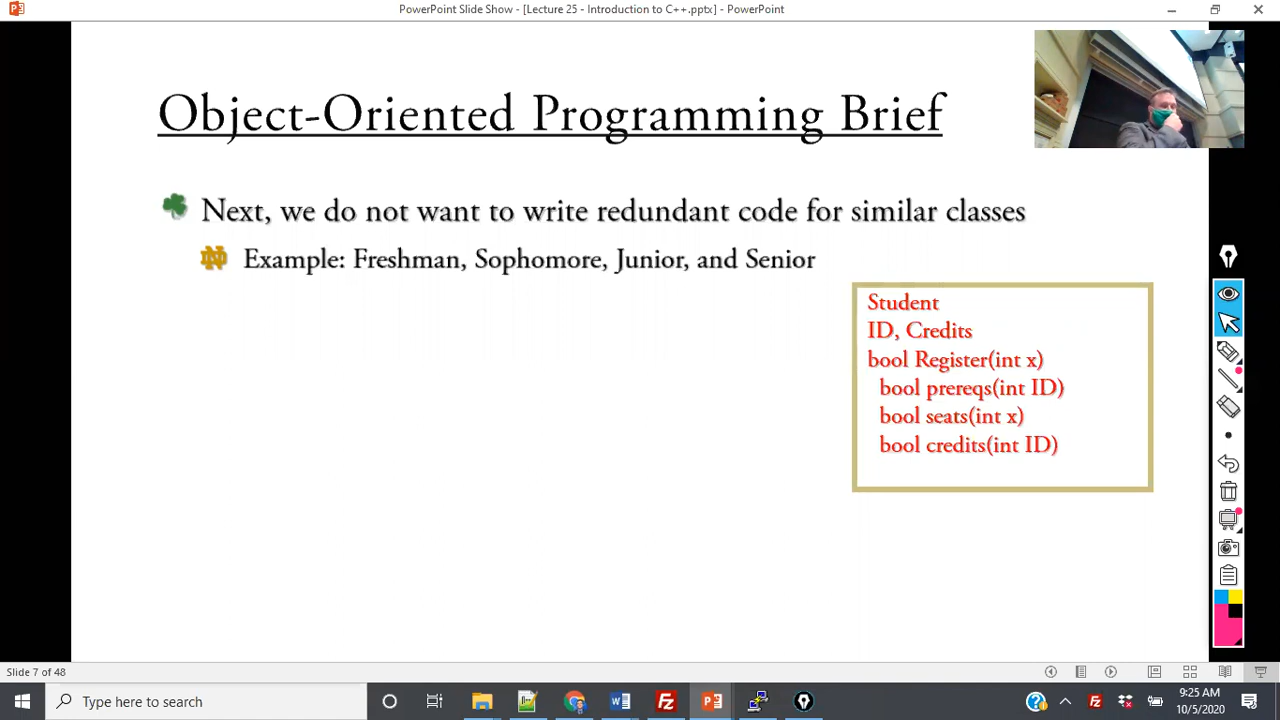 PowerPoint Slide Show - [Lecture 25 - Introduction to C++.pptx] - PowerPoint
Object-Oriented Programming Brief
Next, we do not want to write redundant code for similar classes
Example: Freshman, Sophomore, Junior, and Senior
Student
ID, Credits
bool Register(int x)
bool prereqs(int ID)
bool seats(int x)
bool credits(int ID)
Slide 7 of 48
Type here to search
9:25 AM
10/5/2020